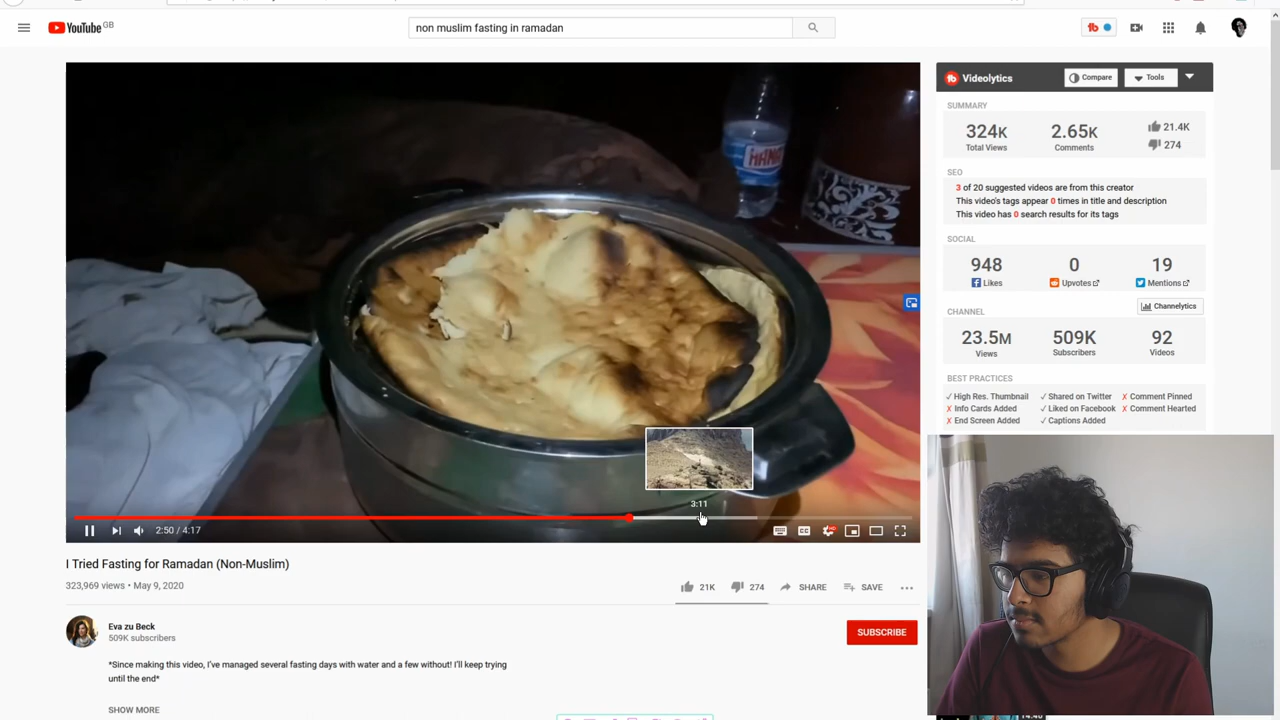 YouTube GB
non muslim fasting in ramadan
tb
tb Videolytics
Compare
Tools
SUMMARY
324K
Total Views
2.65K
Comments
21.4K
274
SEO
3 of 20 suggested videos are from this creator
This video's tags appear 0 times in title and description
This video has 0 search results for its tags
SOCIAL
948
Likes
0
Upvotes
19
Mentions
Channelytics
CHANNEL
23.5M
Views
509K
Subscribers
92
Videos
BEST PRACTICES
✓ High Res. Thumbnail ✓ Shared on Twitter ✗ Comment Pinned
✗ Info Cards Added ✓ Liked on Facebook ✗ Comment Hearted
✗ End Screen Added ✓ Captions Added
3:11
2:50 / 4:17
CC
HD
I Tried Fasting for Ramadan (Non-Muslim)
323,969 views • May 9, 2020
21K
274
SHARE
SAVE
Eva zu Beck
509K subscribers
SUBSCRIBE
*Since making this video, I've managed several fasting days with water and a few without! I'll keep trying
until the end*
SHOW MORE